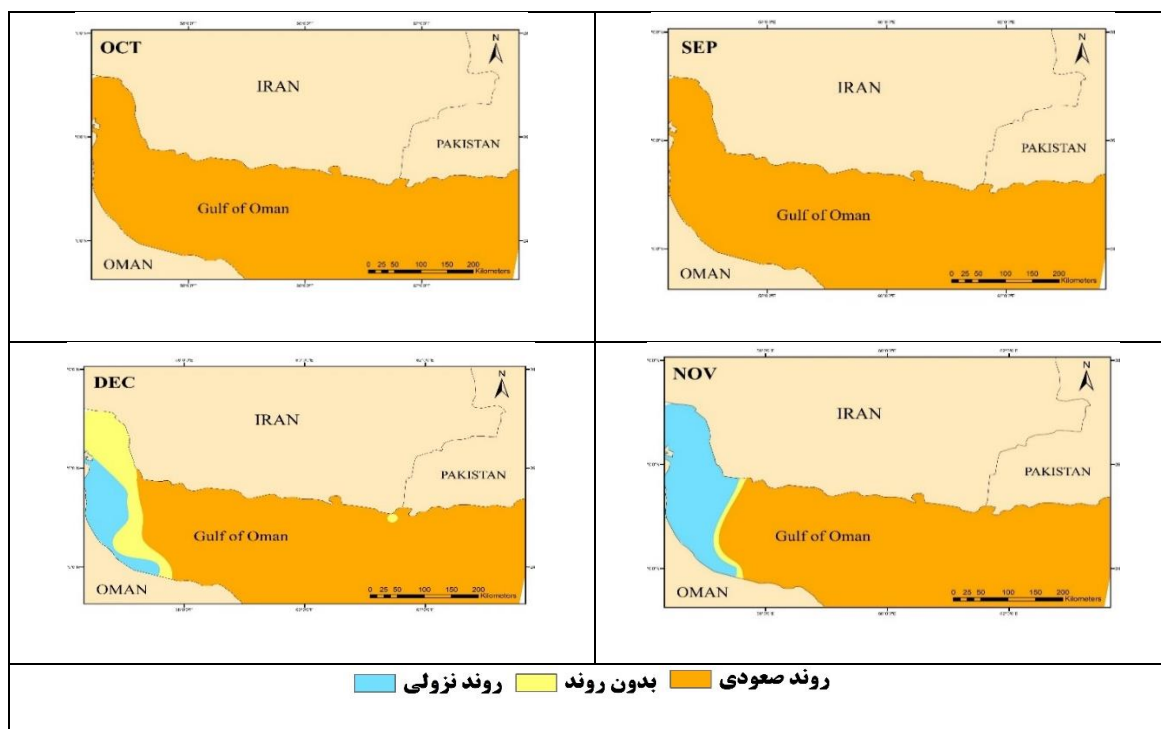 OCT
N
IRAN
PAKISTAN
Gulf of Oman
OMAN
0 25 50 100 150 200
Kilometers
SEP
N
IRAN
PAKISTAN
Gulf of Oman
OMAN
0 25 50 100 150 200
Kilometers
DEC
N
IRAN
PAKISTAN
Gulf of Oman
OMAN
0 25 50 100 150 200
Kilometers
NOV
N
IRAN
PAKISTAN
Gulf of Oman
OMAN
0 25 50 100 150 200
Kilometers
روند صعودی بدون روند روند نزولی